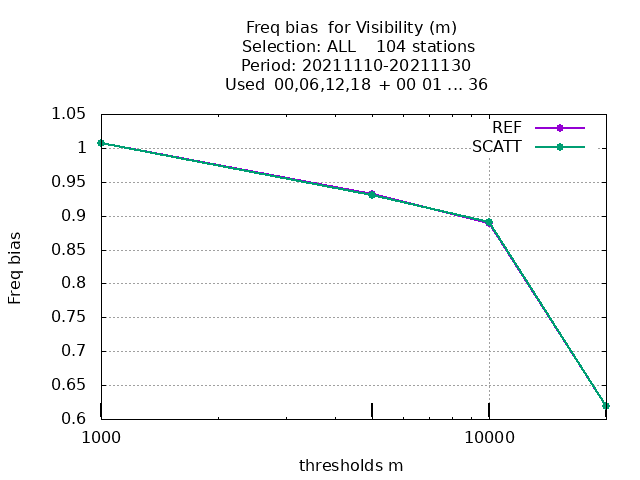 Freq bias  for Visibility (m)
Selection: ALL    104 stations
Period: 20211110-20211130
Used  00,06,12,18  + 00 01 ... 36
REF
SCATT
1.05
1
0.95
0.9
0.85
0.8
0.75
0.7
0.65
0.6
Freq bias
1000
10000
thresholds m